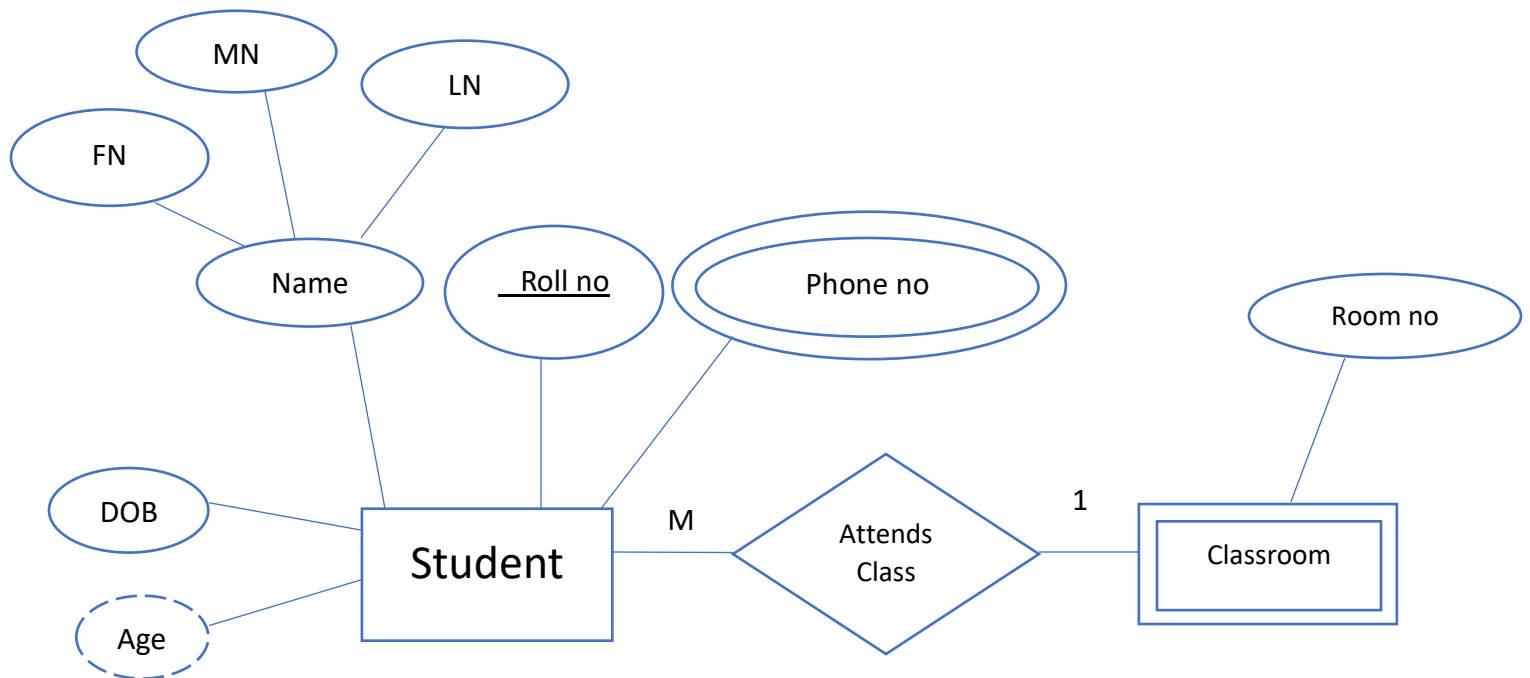 MN
LN
FN
Name
Roll no
Phone no
Room no
DOB
M
1
Attends
Class
Classroom
Student
Age